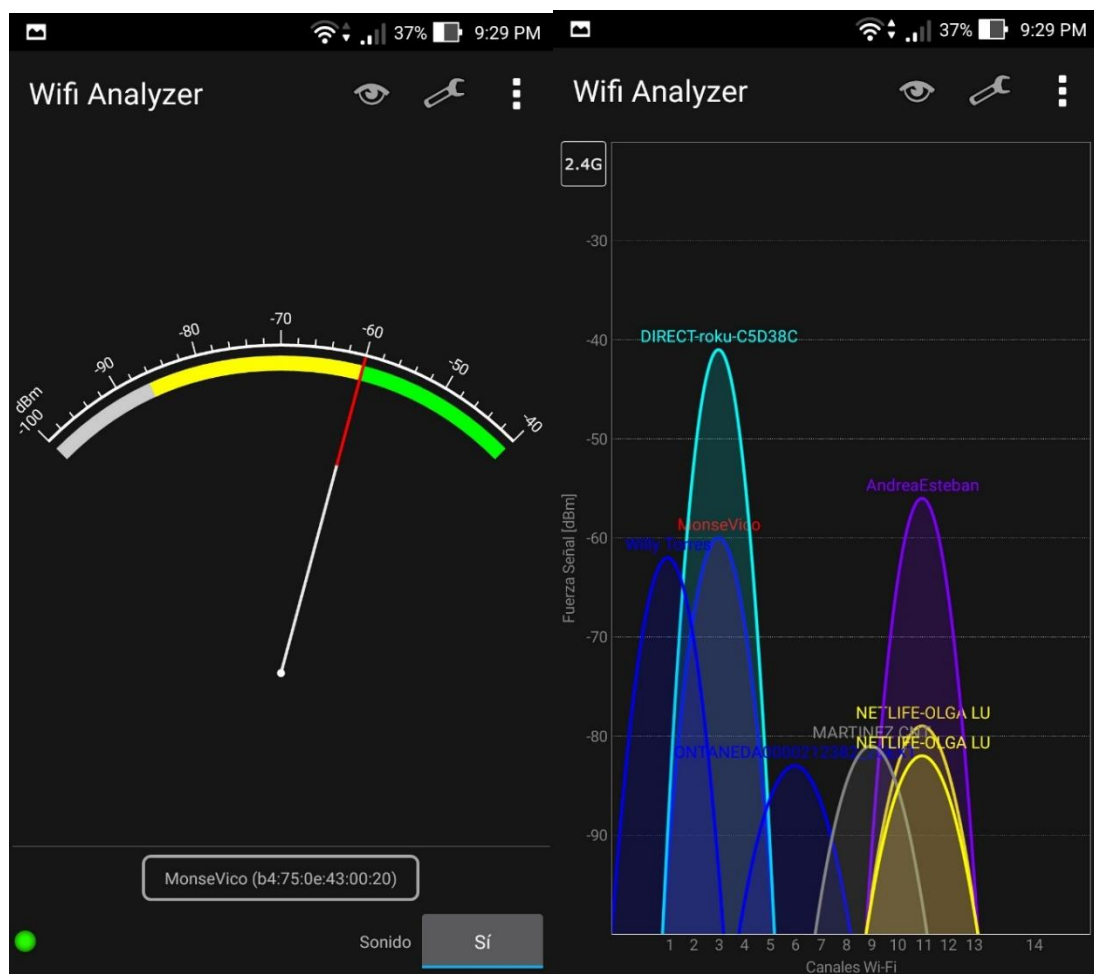 37% 9:29 PM
Wifi Analyzer
dBm
-100 -90 -80 -70 -60 -50 -40
MonseVico (b4:75:0e:43:00:20)
Sonido Sí
37% 9:29 PM
Wifi Analyzer
2.4G
-30
-40
-50
-60
-70
-80
-90
Fuerza Señal [dBm]
DIRECT-roku-C5D38C
AndreaEsteban
MonseVico
Willy Torres
NETLIFE-OLGA LU
MARTINEZ
NETLIFE-OLGA LU
1 2 3 4 5 6 7 8 9 10 11 12 13 14
Canales Wi-Fi